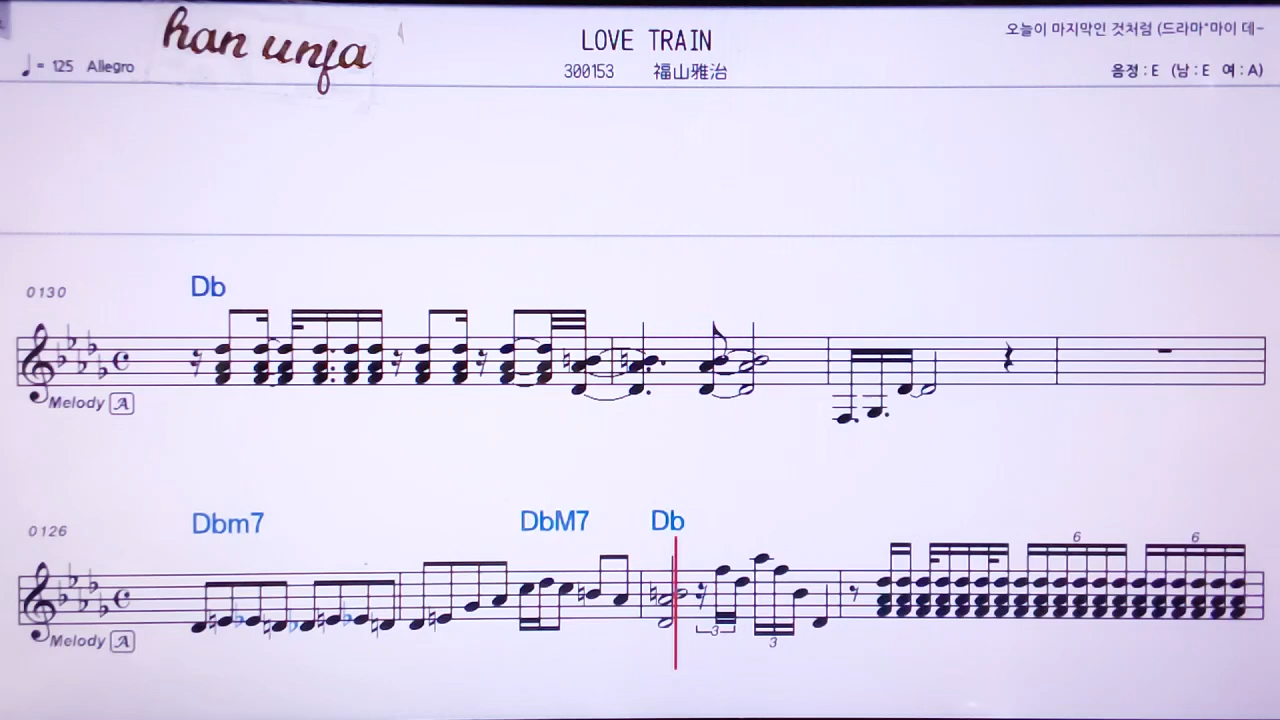 han unfa
LOVE TRAIN
오늘이 마지막인 것처럼 (드라마"마이 데~
♩= 125 Allegro
300153 福山雅治
음정 : E (남 : E 여 : A)
0130
Db
Melody A
0126
Dbm7 DbM7 Db
6 6
Melody A
3
3